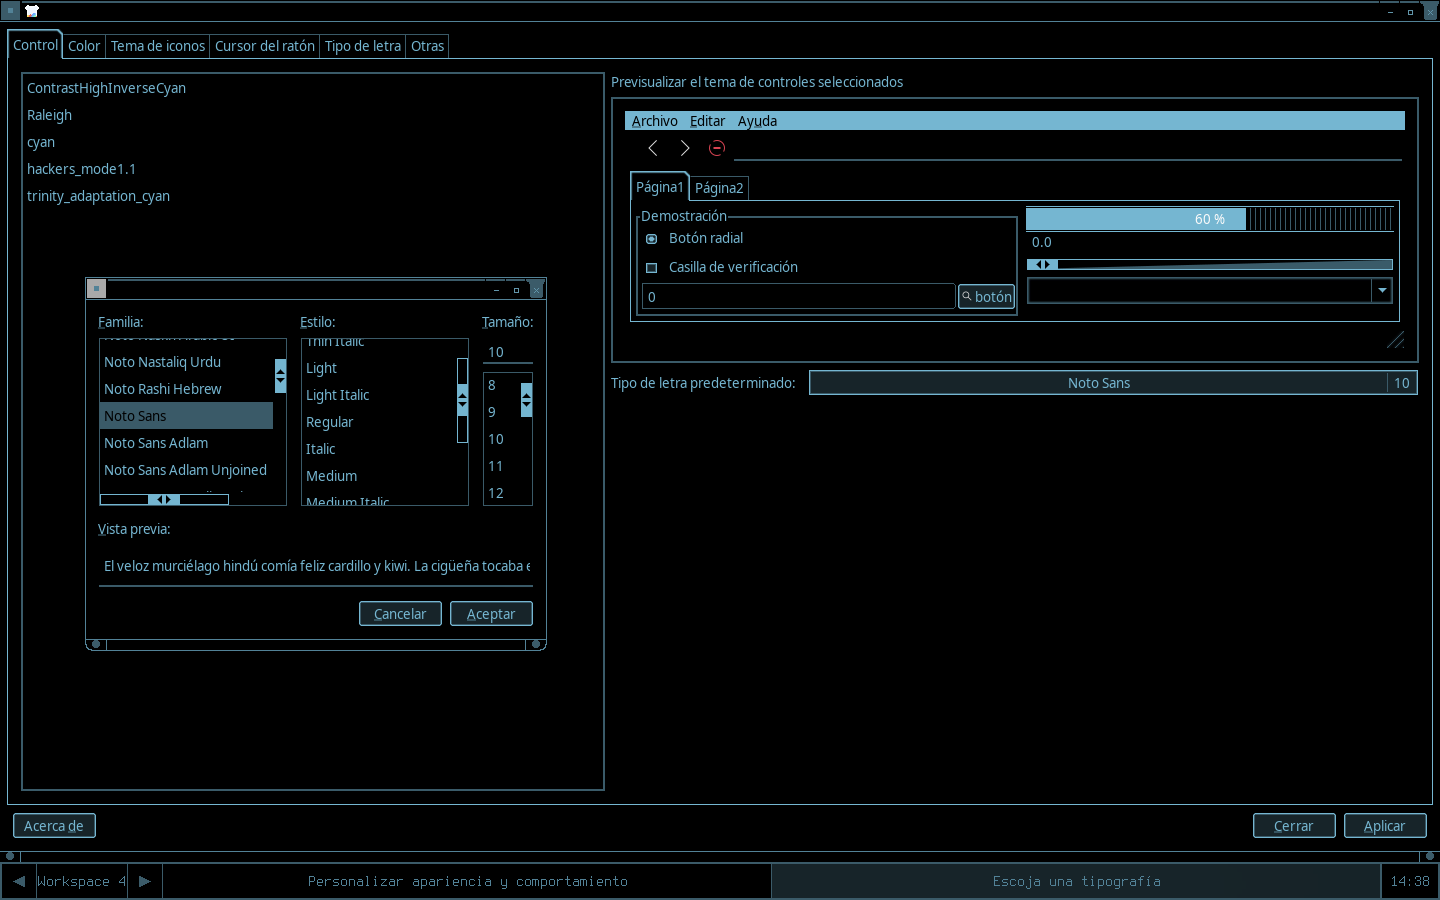 Control Color Tema de iconos Cursor del ratón Tipo de letra Otras
ContrastHighInverseCyan
Raleigh
cyan
hackers_mode1.1
trinity_adaptation_cyan
Previsualizar el tema de controles seleccionados
Archivo Editar Ayuda
Página1 Página2
Demostración
Botón radial
Casilla de verificación
0
botón
60 %
0.0
Tipo de letra predeterminado: Noto Sans 10
Familia: Estilo: Tamaño:
Noto Nastaliq Urdu
Noto Rashi Hebrew
Noto Sans
Noto Sans Adlam
Noto Sans Adlam Unjoined
Thin Italic
Light
Light Italic
Regular
Italic
Medium
Medium Italic
10
8
9
10
11
12
Vista previa:
El veloz murciélago hindú comía feliz cardillo y kiwi. La cigüeña tocaba
Cancelar Aceptar
Acerca de Cerrar Aplicar
Workspace 4 Personalizar apariencia y comportamiento Escoja una tipografía 14:38